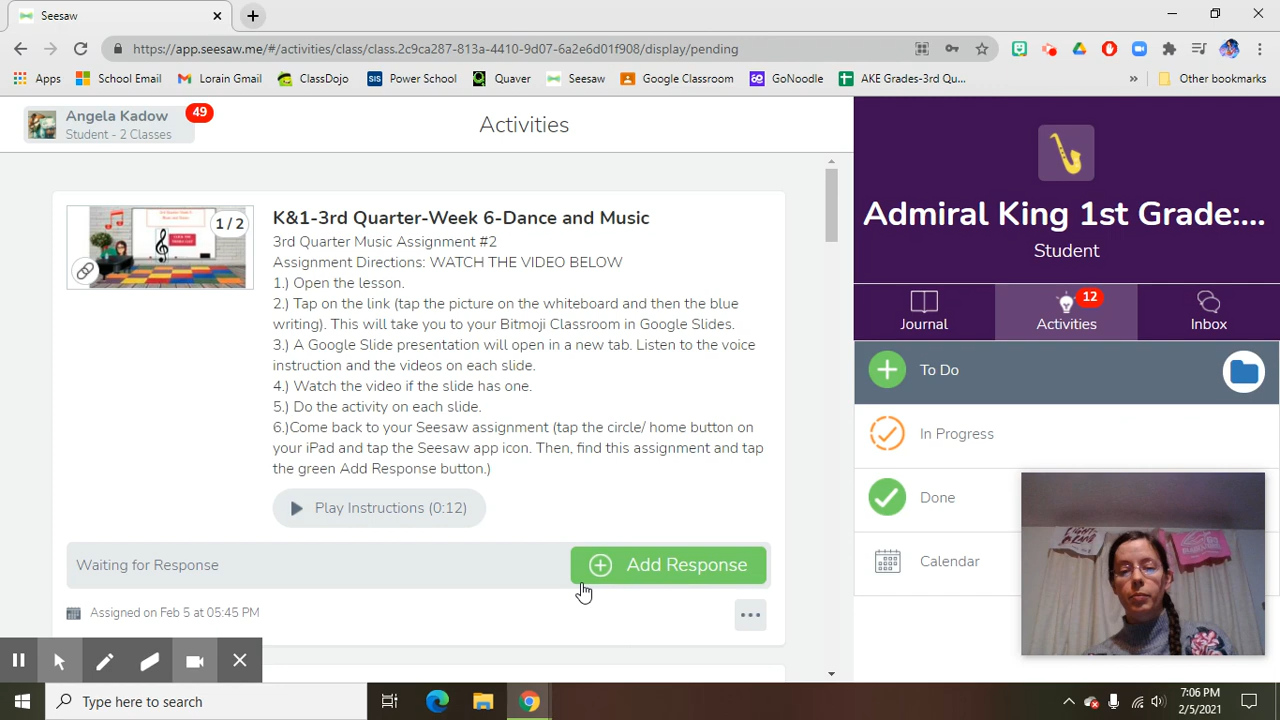 Seesaw
https://app.seesaw.me/#/activities/class/class.2c9ca287-813a-4410-9d07-6a2e6d01f908/display/pending
Apps School Email Lorain Gmail ClassDojo SIS Power School Quaver Seesaw Google Classroom GoNoodle AKE Grades-3rd Qu... » Other bookmarks
Angela Kadow 49
Student - 2 Classes
Activities
1 / 2
K&1-3rd Quarter-Week 6-Dance and Music
3rd Quarter Music Assignment #2
Assignment Directions: WATCH THE VIDEO BELOW
1.) Open the lesson.
2.) Tap on the link(tap the picture on the whiteboard and then the blue
writing). This will take you to your Bitmoji Classroom in Google Slides.
3.) A Google Slide presentation will open in a new tab. Listen to the voice
instruction and the videos on each slide.
4.) Watch the video if the slide has one.
5.) Do the activity on each slide.
6.)Come back to your Seesaw assignment (tap the circle/ home button on
your iPad and tap the Seesaw app icon. Then, find this assignment and tap
the green Add Response button.)
Play Instructions (0:12)
Waiting for Response
Add Response
Assigned on Feb 5 at 05:45 PM
Admiral King 1st Grade:...
Student
Journal
Activities 12
Inbox
To Do
In Progress
Done
Calendar
Type here to search
7:06 PM
2/5/2021